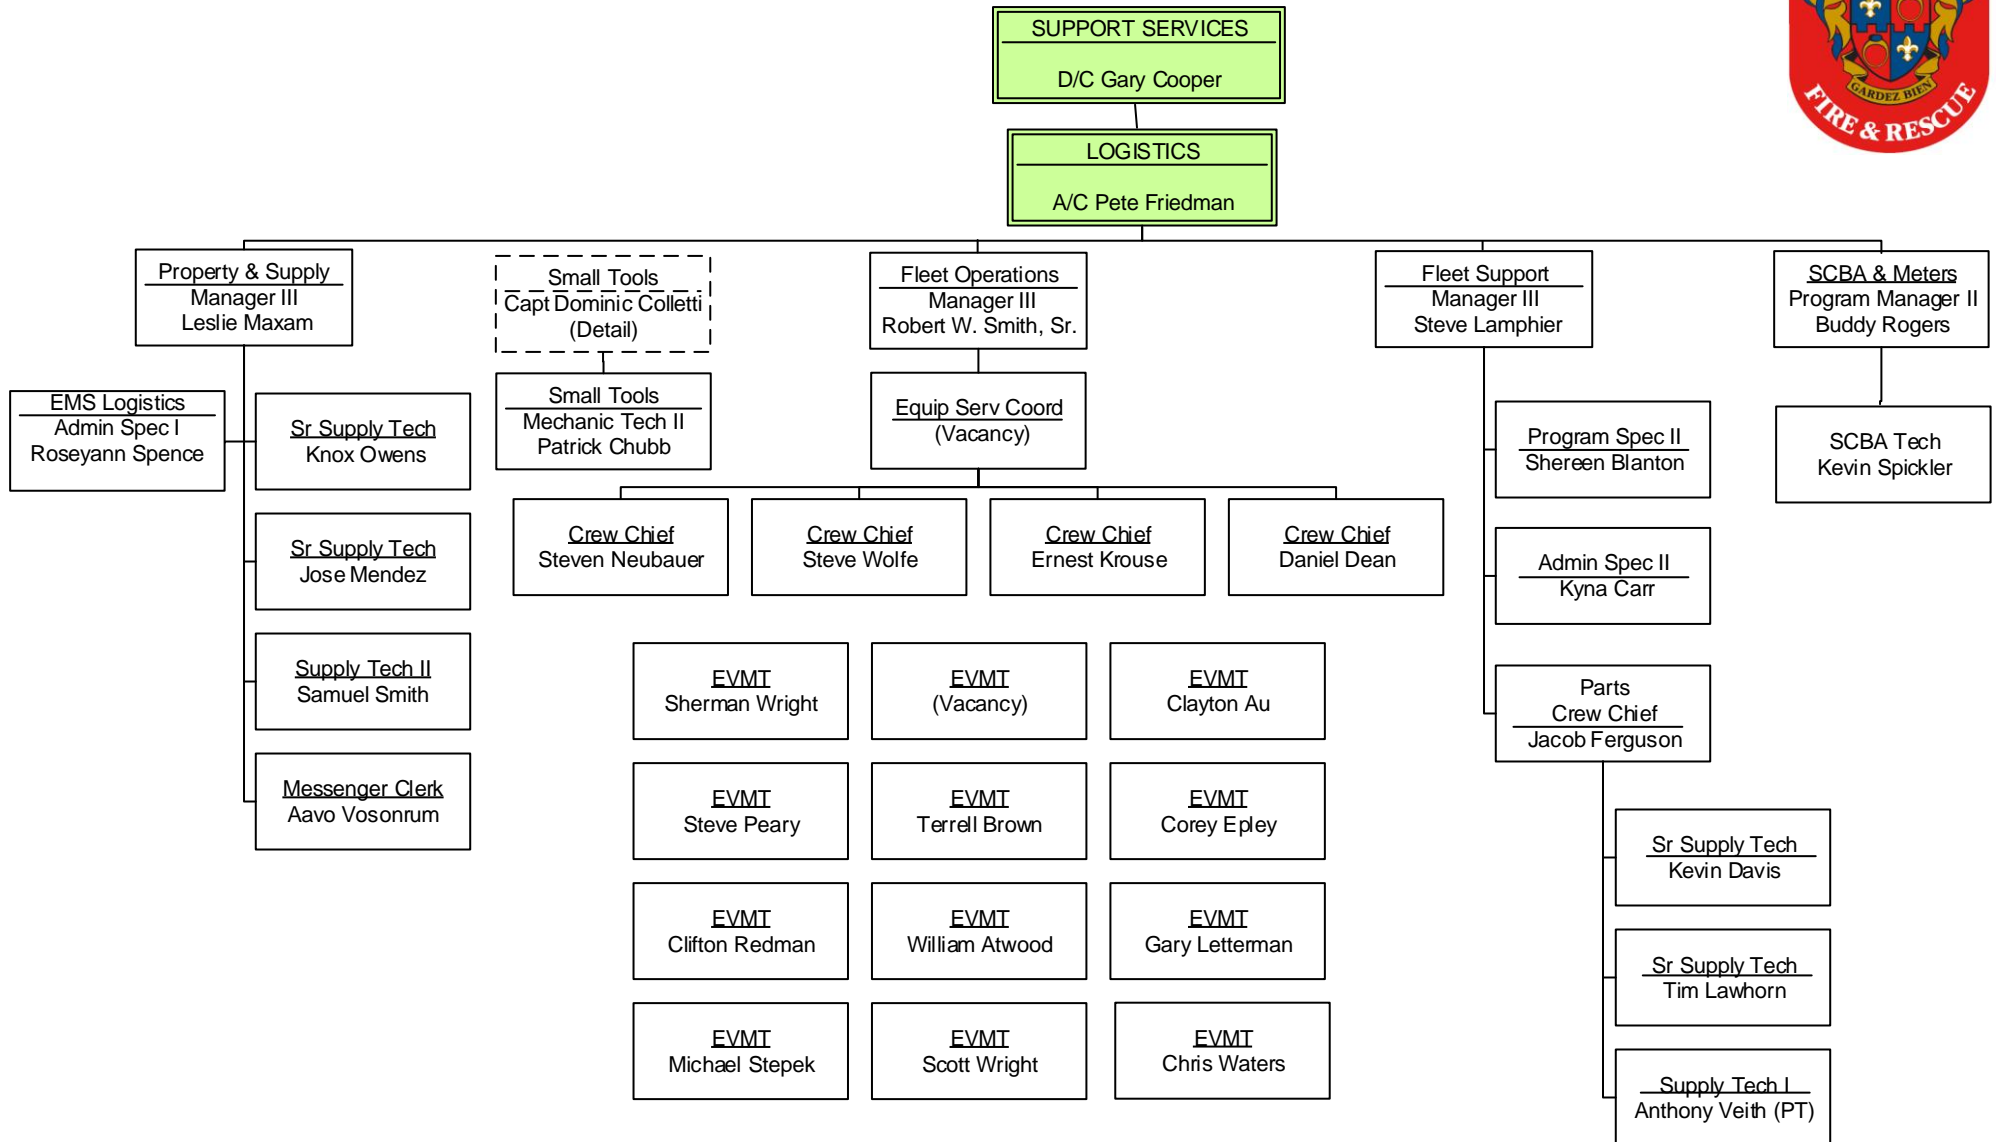 SUPPORT SERVICES
D/C Gary Cooper
GARDEZ BIEN
FIRE & RESCUE
LOGISTICS
A/C Pete Friedman
Property & Supply
Manager III
Leslie Maxam
Small Tools
Capt Dominic Colletti
(Detail)
Fleet Operations
Manager III
Robert W. Smith, Sr.
Fleet Support
Manager III
Steve Lamphier
SCBA & Meters
Program Manager II
Buddy Rogers
EMS Logistics
Admin Spec I
Roseyann Spence
Sr Supply Tech
Knox Owens
Small Tools
Mechanic Tech II
Patrick Chubb
Equip Serv Coord
(Vacancy)
Program Spec II
Shereen Blanton
SCBA Tech
Kevin Spickler
Sr Supply Tech
Jose Mendez
Crew Chief
Steven Neubauer
Crew Chief
Steve Wolfe
Crew Chief
Ernest Krouse
Crew Chief
Daniel Dean
Admin Spec II
Kyna Carr
Supply Tech II
Samuel Smith
EVMT
Sherman Wright
EVMT
(Vacancy)
EVMT
Clayton Au
Parts
Crew Chief
Jacob Ferguson
Messenger Clerk
Aavo Vosonrum
EVMT
Steve Peary
EVMT
Terrell Brown
EVMT
Corey Epley
Sr Supply Tech
Kevin Davis
EVMT
Clifton Redman
EVMT
William Atwood
EVMT
Gary Letterman
Sr Supply Tech
Tim Lawhorn
EVMT
Michael Stepek
EVMT
Scott Wright
EVMT
Chris Waters
Supply Tech I
Anthony Veith (PT)